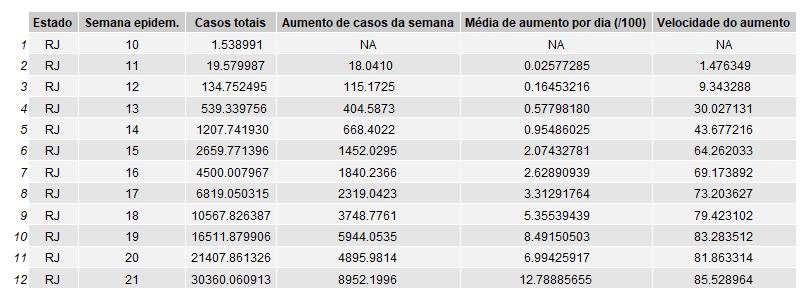 Estado Semana epidem. Casos totais Aumento de casos da semana Média de aumento por dia (/100) Velocidade do aumento
1 RJ 10 1.538991 NA NA NA
2 RJ 11 19.579987 18.0410 0.02577285 1.476349
3 RJ 12 134.752495 115.1725 0.16453216 9.343288
4 RJ 13 539.339756 404.5873 0.57798180 30.027131
5 RJ 14 1207.741930 668.4022 0.95486025 43.677216
6 RJ 15 2659.771396 1452.0295 2.07432781 64.262033
7 RJ 16 4500.007967 1840.2366 2.62890939 69.173892
8 RJ 17 6819.050315 2319.0423 3.31291764 73.203627
9 RJ 18 10567.826387 3748.7761 5.35539439 79.423102
10 RJ 19 16511.879906 5944.0535 8.49150503 83.283512
11 RJ 20 21407.861326 4895.9814 6.99425917 81.863314
12 RJ 21 30360.060913 8952.1996 12.78885655 85.528964